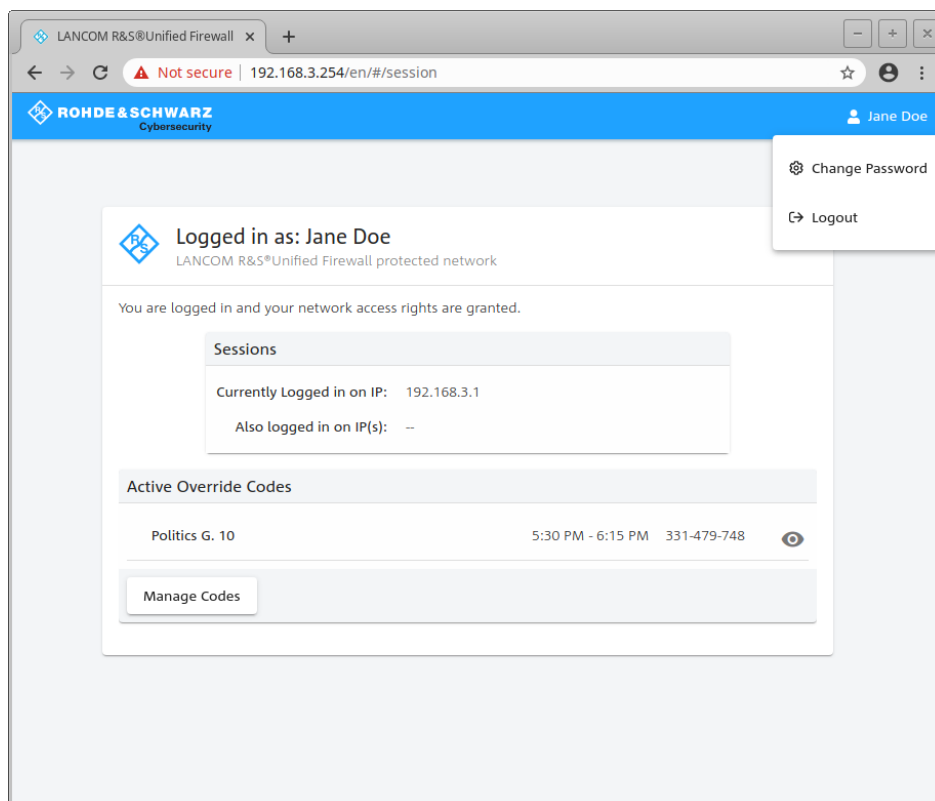 LANCOM R&S®Unified Firewall
Not secure | 192.168.3.254/en/#/session
ROHDE & SCHWARZ
Cybersecurity
Jane Doe
Change Password
Logout
R S
Logged in as: Jane Doe
LANCOM R&S®Unified Firewall protected network
You are logged in and your network access rights are granted.
Sessions
Currently Logged in on IP: 192.168.3.1
Also logged in on IP(s): --
Active Override Codes
Politics G. 10 5:30 PM - 6:15 PM 331-479-748
Manage Codes